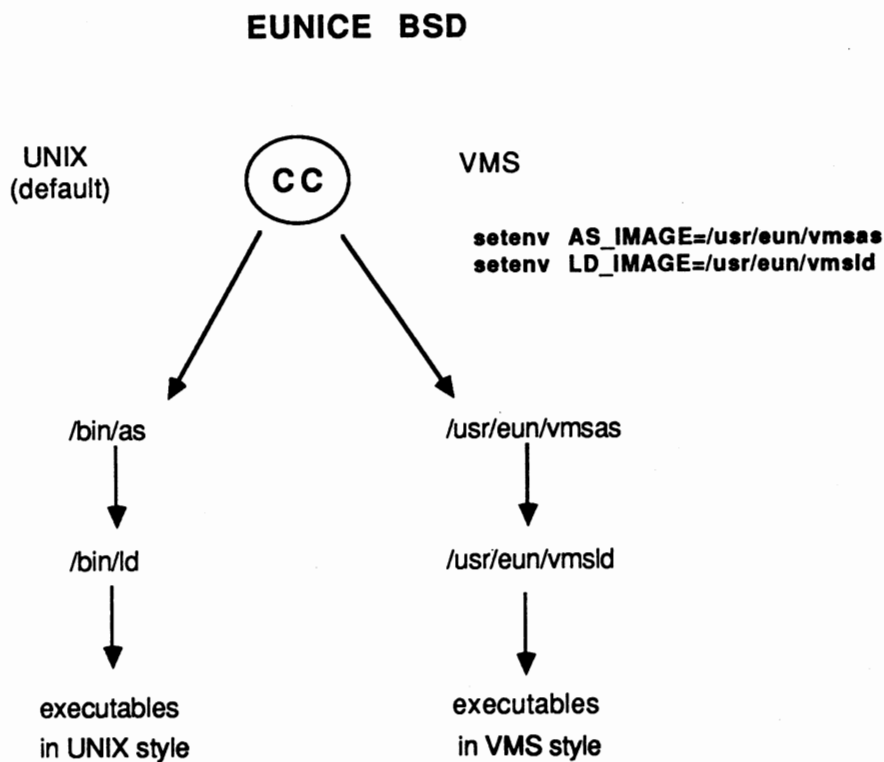 EUNICE BSD
UNIX
(default)
CC
VMS
setenv AS_IMAGE=/usr/eun/vmsas
setenv LD_IMAGE=/usr/eun/vmsld
/bin/as
/usr/eun/vmsas
/bin/ld
/usr/eun/vmsld
executables
in UNIX style
executables
in VMS style